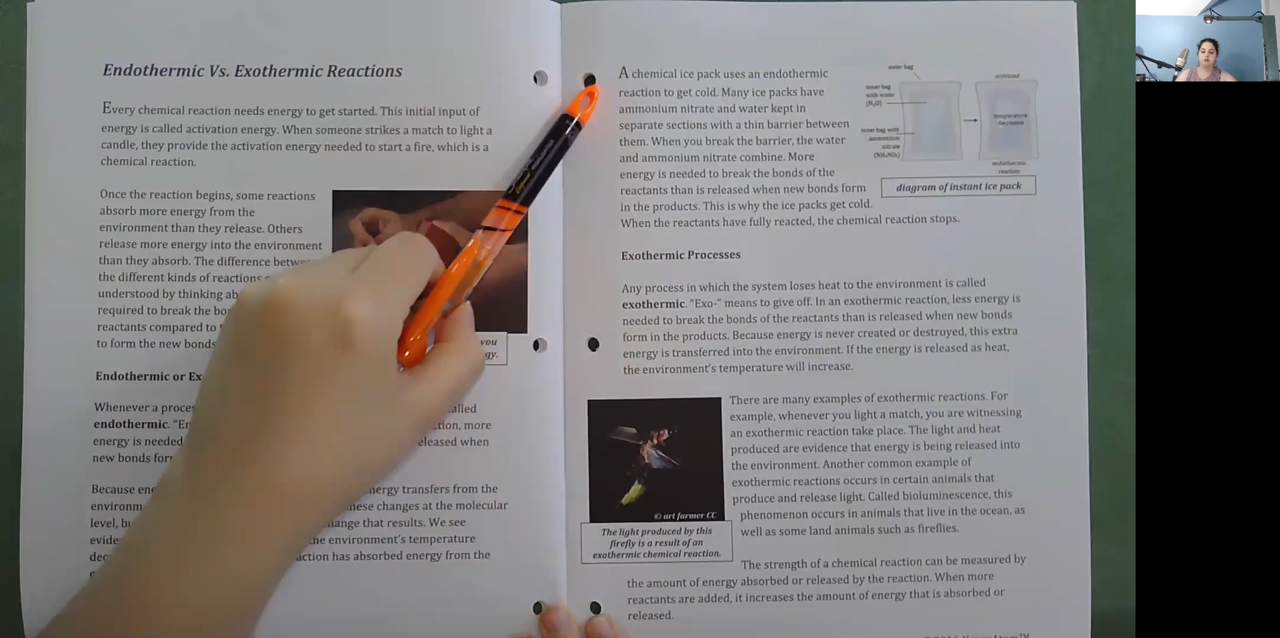 Endothermic Vs. Exothermic Reactions
Every chemical reaction needs energy to get started. This initial input of
energy is called activation energy. When someone strikes a match to light a
candle, they provide the activation energy needed to start a fire, which is a
chemical reaction.
Once the reaction begins, some reactions
absorb more energy from the
environment than they release. Others
release more energy into the environment
than they absorb. The difference
the different kinds of reactions
understood by thinking
required to break the
reactants compared to
to form the new bonds
you
Endothermic or
Whenever a
endothermic.
energy is needed
new bonds
more
released when
Because
energy transfers from the
these changes at the molecular
level,
change that results. We see
the environment's temperature
has absorbed energy from the
A chemical ice pack uses an endothermic
reaction to get cold. Many ice packs have
ammonium nitrate and water kept in
separate sections with a thin barrier between
them. When you break the barrier, the water
and ammonium nitrate combine. More
energy is needed to break the bonds of the
reactants than is released when new bonds form
in the products. This is why the ice packs get cold.
When the reactants have fully reacted, the chemical reaction stops.
outer bag
inner bag
with water
(H₂O)
inner bag with
ammonium
nitrate
(NH₄NO₃)
activated
temperature
decreases
endothermic
reaction
diagram of instant ice pack
Exothermic Processes
Any process in which the system loses heat to the environment is called
exothermic. "Exo-" means to give off. In an exothermic reaction, less energy is
needed to break the bonds of the reactants than is released when new bonds
form in the products. Because energy is never created or destroyed, this extra
energy is transferred into the environment. If the energy is released as heat,
the environment's temperature will increase.
There are many examples of exothermic reactions. For
example, whenever you light a match, you are witnessing
an exothermic reaction take place. The light and heat
produced are evidence that energy is being released into
the environment. Another common example of
exothermic reactions occurs in certain animals that
produce and release light. Called bioluminescence, this
phenomenon occurs in animals that live in the ocean, as
well as some land animals such as fireflies.
© art farmer CC
The light produced by this
firefly is a result of an
exothermic chemical reaction.
The strength of a chemical reaction can be measured by
the amount of energy absorbed or released by the reaction. When more
reactants are added, it increases the amount of energy that is absorbed or
released.